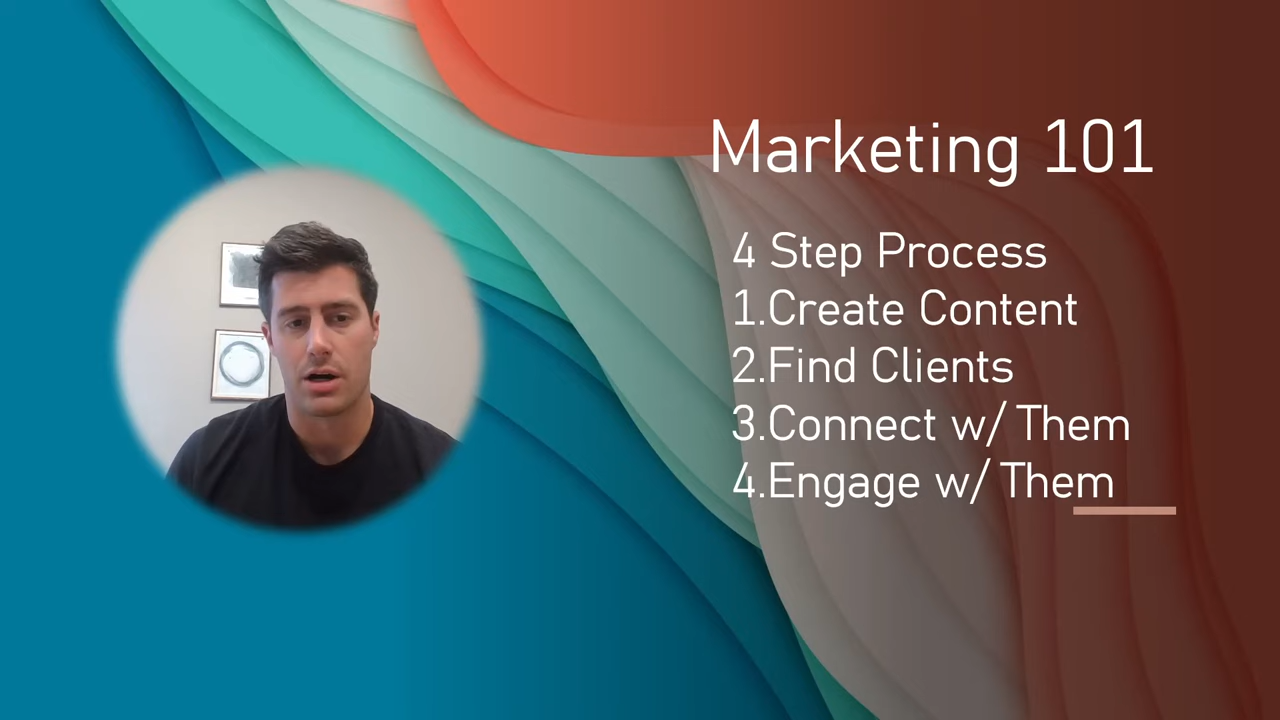 Marketing 101
4 Step Process
1.Create Content
2.Find Clients
3.Connect w/ Them
4.Engage w/ Them